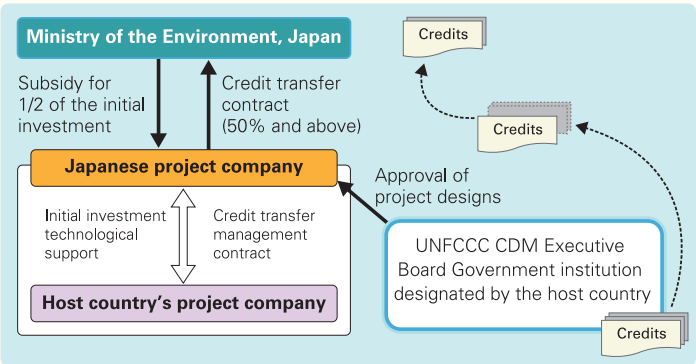 Ministry of the Environment, Japan
Subsidy for
1/2 of the initial
investment
Credit transfer
contract
(50% and above)
Credits
Credits
Japanese project company
Approval of
project designs
Initial investment
technological
support
Credit transfer
management
contract
UNFCCC CDM Executive
Board Government institution
designated by the host country
Host country's project company
Credits